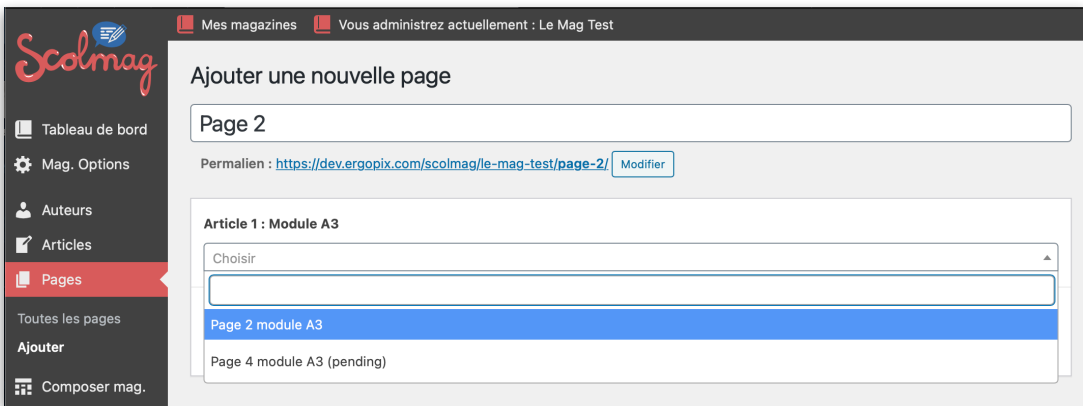 Scolmag
Mes magazines Vous administrez actuellement : Le Mag Test
Tableau de bord
Mag. Options
Auteurs
Articles
Pages
Toutes les pages
Ajouter
Composer mag.
Ajouter une nouvelle page
Page 2
Permalien : https://dev.ergopix.com/scolmag/le-mag-test/page-2/ Modifier
Article 1 : Module A3
Choisir
Page 2 module A3
Page 4 module A3 (pending)